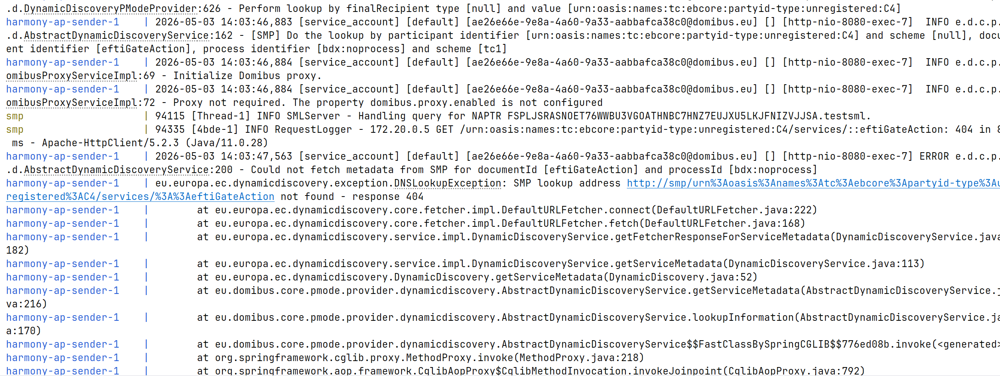 .d.DynamicDiscoveryPModeProvider:626 - Perform lookup by finalRecipient type [null] and value [urn:oasis:names:tc:ebcore:partyid-type:unregistered:C4]
harmony-ap-sender-1    | 2026-05-03 14:03:46,883 [service_account] [default] [ae26e66e-9e8a-4a60-9a33-aabbafca38c0@domibus.eu] [] [http-nio-8080-exec-7]  INFO e.d.c.p.
.d.AbstractDynamicDiscoveryService:162 - [SMP] Do the lookup by participant identifier [urn:oasis:names:tc:ebcore:partyid-type:unregistered:C4] and scheme [null], docu
ent identifier [eftiGateAction], process identifier [bdx:noprocess] and scheme [tc1]
harmony-ap-sender-1    | 2026-05-03 14:03:46,884 [service_account] [default] [ae26e66e-9e8a-4a60-9a33-aabbafca38c0@domibus.eu] [] [http-nio-8080-exec-7]  INFO e.d.c.p.
omibusProxyServiceImpl:69 - Initialize Domibus proxy.
harmony-ap-sender-1    | 2026-05-03 14:03:46,884 [service_account] [default] [ae26e66e-9e8a-4a60-9a33-aabbafca38c0@domibus.eu] [] [http-nio-8080-exec-7]  INFO e.d.c.p.
omibusProxyServiceImpl:72 - Proxy not required. The property domibus.proxy.enabled is not configured
smp                    | 94115 [Thread-1] INFO SMLServer - Handling query for NAPTR FSPLJSRASNOET76WWBU3VGOATHNBC7HNZ7EUJXU5LKJFNIZVJJSA.testsml.
smp                    | 94335 [4bde-1] INFO RequestLogger - 172.20.0.5 GET /urn:oasis:names:tc:ebcore:partyid-type:unregistered:C4/services/::eftiGateAction: 404 in 8
 ms - Apache-HttpClient/5.2.3 (Java/11.0.28)
harmony-ap-sender-1    | 2026-05-03 14:03:47,563 [service_account] [default] [ae26e66e-9e8a-4a60-9a33-aabbafca38c0@domibus.eu] [] [http-nio-8080-exec-7] ERROR e.d.c.p.
.d.AbstractDynamicDiscoveryService:200 - Could not fetch metadata from SMP for documentId [eftiGateAction] and processId [bdx:noprocess]
harmony-ap-sender-1    | eu.europa.ec.dynamicdiscovery.exception.DNSLookupException: SMP lookup address http://smp/urn%3Aoasis%3Anames%3Atc%3Aebcore%3Apartyid-type%3Au
registered%3AC4/services/%3A%3AeftiGateAction not found - response 404
harmony-ap-sender-1    |        at eu.europa.ec.dynamicdiscovery.core.fetcher.impl.DefaultURLFetcher.connect(DefaultURLFetcher.java:222)
harmony-ap-sender-1    |        at eu.europa.ec.dynamicdiscovery.core.fetcher.impl.DefaultURLFetcher.fetch(DefaultURLFetcher.java:168)
harmony-ap-sender-1    |        at eu.europa.ec.dynamicdiscovery.service.impl.DynamicDiscoveryService.getFetcherResponseForServiceMetadata(DynamicDiscoveryService.java
182)
harmony-ap-sender-1    |        at eu.europa.ec.dynamicdiscovery.service.impl.DynamicDiscoveryService.getServiceMetadata(DynamicDiscoveryService.java:113)
harmony-ap-sender-1    |        at eu.europa.ec.dynamicdiscovery.DynamicDiscovery.getServiceMetadata(DynamicDiscovery.java:52)
harmony-ap-sender-1    |        at eu.domibus.core.pmode.provider.dynamicdiscovery.AbstractDynamicDiscoveryService.getServiceMetadata(AbstractDynamicDiscoveryService.j
va:216)
harmony-ap-sender-1    |        at eu.domibus.core.pmode.provider.dynamicdiscovery.AbstractDynamicDiscoveryService.lookupInformation(AbstractDynamicDiscoveryService.ja
a:170)
harmony-ap-sender-1    |        at eu.domibus.core.pmode.provider.dynamicdiscovery.AbstractDynamicDiscoveryService$$FastClassBySpringCGLIB$$776ed08b.invoke(<generated>
harmony-ap-sender-1    |        at org.springframework.cglib.proxy.MethodProxy.invoke(MethodProxy.java:218)
harmony-ap-sender-1    |        at org.springframework.aop.framework.CglibAopProxy$CglibMethodInvocation.invokeJoinpoint(CglibAopProxy.java:792)